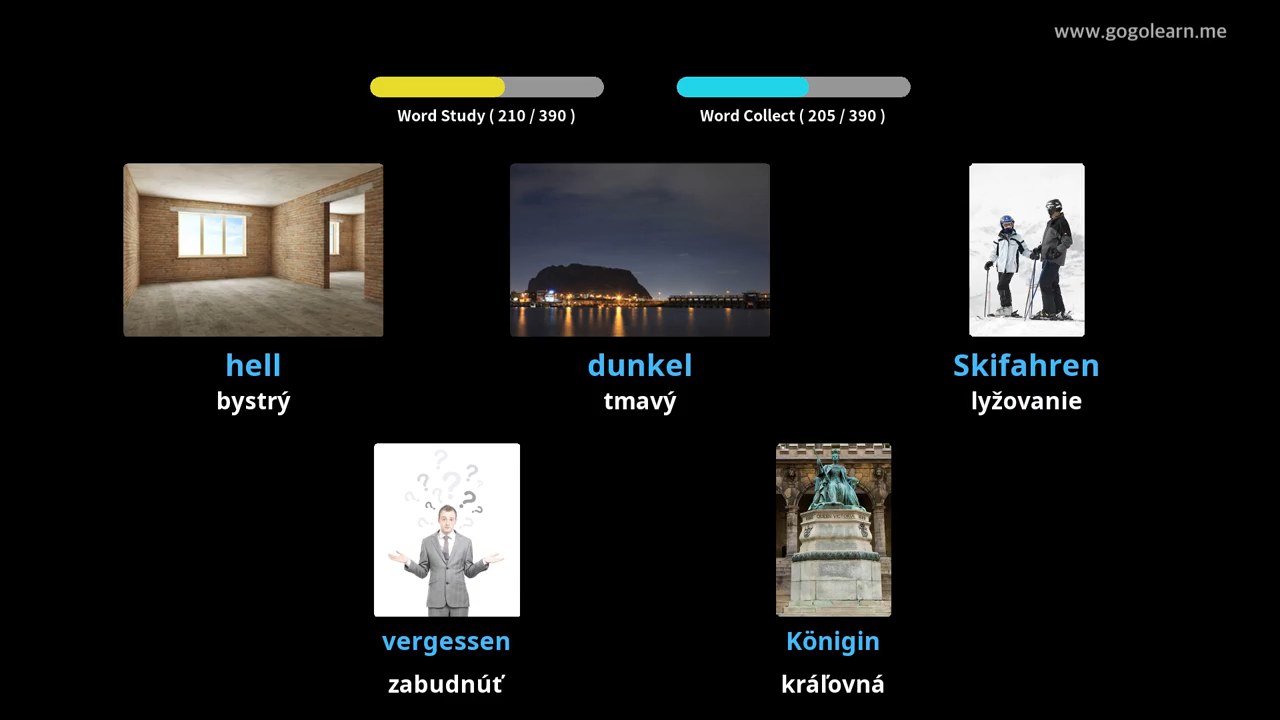 www.gogolearn.me
Word Study ( 210 / 390 )
Word Collect ( 205 / 390 )
hell
dunkel
Skifahren
bystrý
tmavý
lyžovanie
vergessen
Königin
zabudnúť
kráľovná